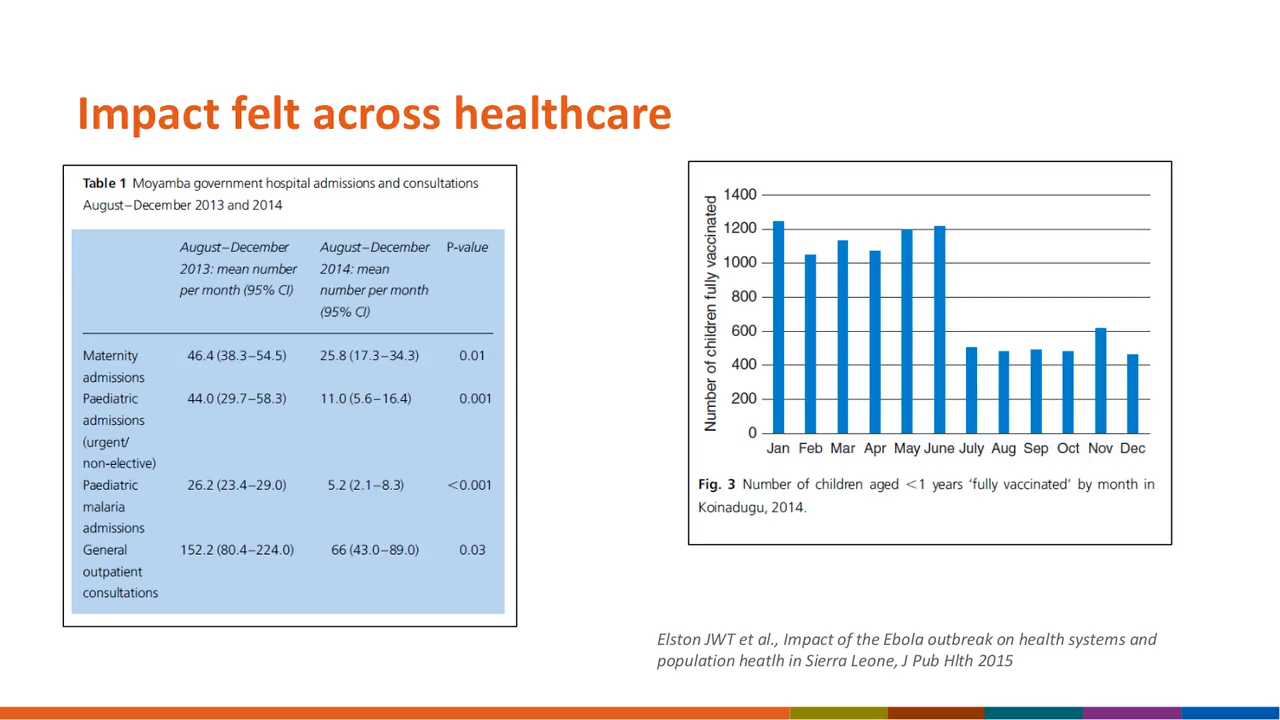 Impact felt across healthcare
Table 1 Moyamba government hospital admissions and consultations
August–December 2013 and 2014
August–December August–December P-value
2013: mean number 2014: mean
per month (95% CI) number per month
(95% CI)
Maternity 46.4 (38.3–54.5) 25.8 (17.3–34.3) 0.01
admissions
Paediatric 44.0 (29.7–58.3) 11.0 (5.6–16.4) 0.001
admissions
(urgent/
non-elective)
Paediatric 26.2 (23.4–29.0) 5.2 (2.1–8.3) <0.001
malaria
admissions
General 152.2 (80.4–224.0) 66 (43.0–89.0) 0.03
outpatient
consultations
Number of children fully vaccinated
1400
1200
1000
800
600
400
200
0
Jan Feb Mar Apr May June July Aug Sep Oct Nov Dec
Fig. 3 Number of children aged <1 years ‘fully vaccinated’ by month in
Koinadugu, 2014.
Elston JWT et al., Impact of the Ebola outbreak on health systems and
population heatlh in Sierra Leone, J Pub Hlth 2015